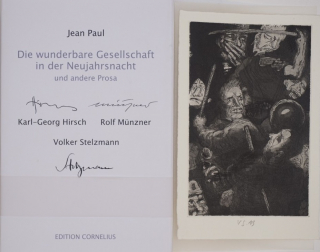 Jean Paul
Die wunderbare Gesellschaft
in der Neujahrsnacht
und andere Prosa
Karl-Georg Hirsch Rolf Münzner
Volker Stelzmann
EDITION CORNELIUS